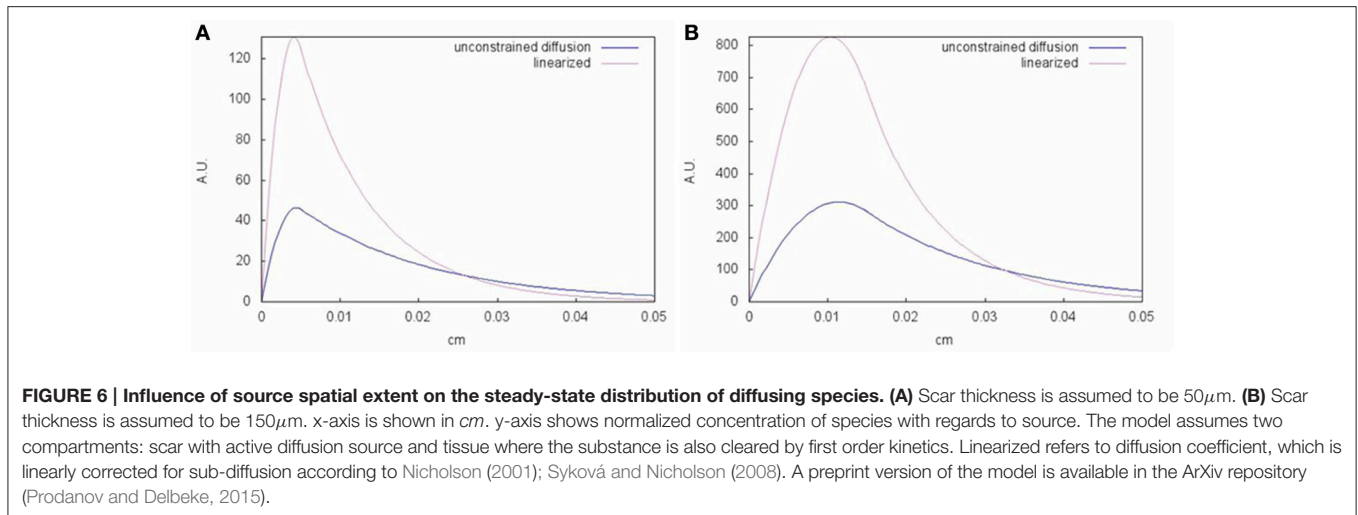 A
120
100
80
60
40
20
0
A.U.
unconstrained diffusion
linearized
0 0.01 0.02 0.03 0.04 0.05
cm
B
800
700
600
500
400
300
200
100
0
A.U.
unconstrained diffusion
linearized
0 0.01 0.02 0.03 0.04 0.05
cm
FIGURE 6 | Influence of source spatial extent on the steady-state distribution of diffusing species. (A) Scar thickness is assumed to be 50μm. (B) Scar
thickness is assumed to be 150μm. x-axis is shown in cm. y-axis shows normalized concentration of species with regards to source. The model assumes two
compartments: scar with active diffusion source and tissue where the substance is also cleared by first order kinetics. Linearized refers to diffusion coefficient, which is
linearly corrected for sub-diffusion according to Nicholson (2001); Syková and Nicholson (2008). A preprint version of the model is available in the ArXiv repository
(Prodanov and Delbeke, 2015).